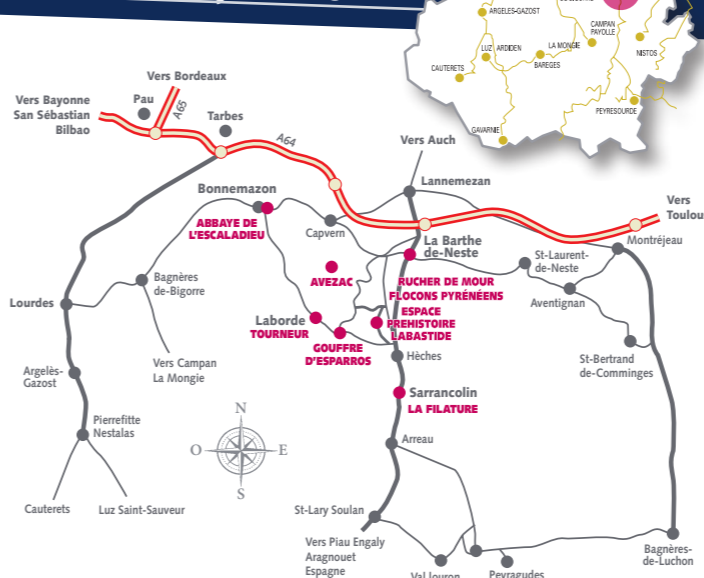 ARGELES-GAZOST
CAMPAN
PAYOLLE
LUZ ARDIDEN
LA MONGIE
NISTOS
CAUTERETS
BAREGES
PEYRESOURDE
GAVARNIE
Vers Bordeaux
Vers Bayonne
San Sébastian
Bilbao
Pau
A65
Tarbes
A64
Vers Auch
Lannemezan
Bonnemazon
Vers
Montréjeau
ABBAYE DE
L'ESCALADIEU
Capvern
La Barthe
de-Neste
St-Laurent-
de-Neste
AVEZAC
RUCHER DE MOUR
FLOCONS PYRÉNÉENS
Bagnères
de-Bigorre
Aventignan
Lourdes
ESPACE
PREHISTOIRE
LABASTIDE
Laborde
TOURNEUR
GOUFFRE
D'ESPARROS
Hèches
St-Bertrand
de-Comminges
Vers Campan
La Mongie
Argelès-
Gazost
Sarrancolin
LA FILATURE
Pierrefitte
Nestalas
N
O
E
S
Arreau
Cauterets
Luz Saint-Sauveur
St-Lary Soulan
Vers Piau Engaly
Aragnouet
Espagne
Val louron
Peyragudes
Bagnères-
de-Luchon